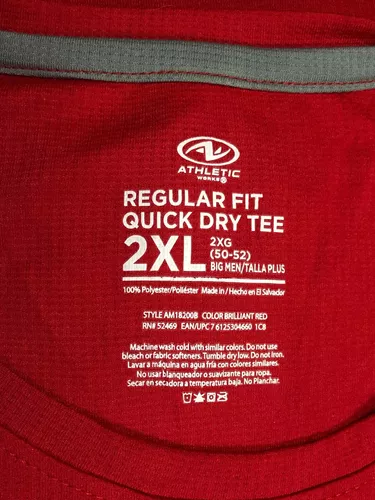 ATHLETIC
WORKS
REGULAR FIT
QUICK DRY TEE
2XL 2XG
(50-52)
BIG MEN/TALLA PLUS
100% Polyester/Poliéster Made in / Hecho en El Salvador
STYLE AM18200B COLOR BRILLIANT RED
RN# 52469 EAN/UPC 7 6125304660 1CB
Machine wash cold with similar colors. Do not use
bleach or fabric softeners. Tumble dry low. Do not iron.
Lavar a máquina en agua fría con colores similares.
No usar blanqueador o suavizante para ropa.
Secar en secadora a temperatura baja. No Planchar.